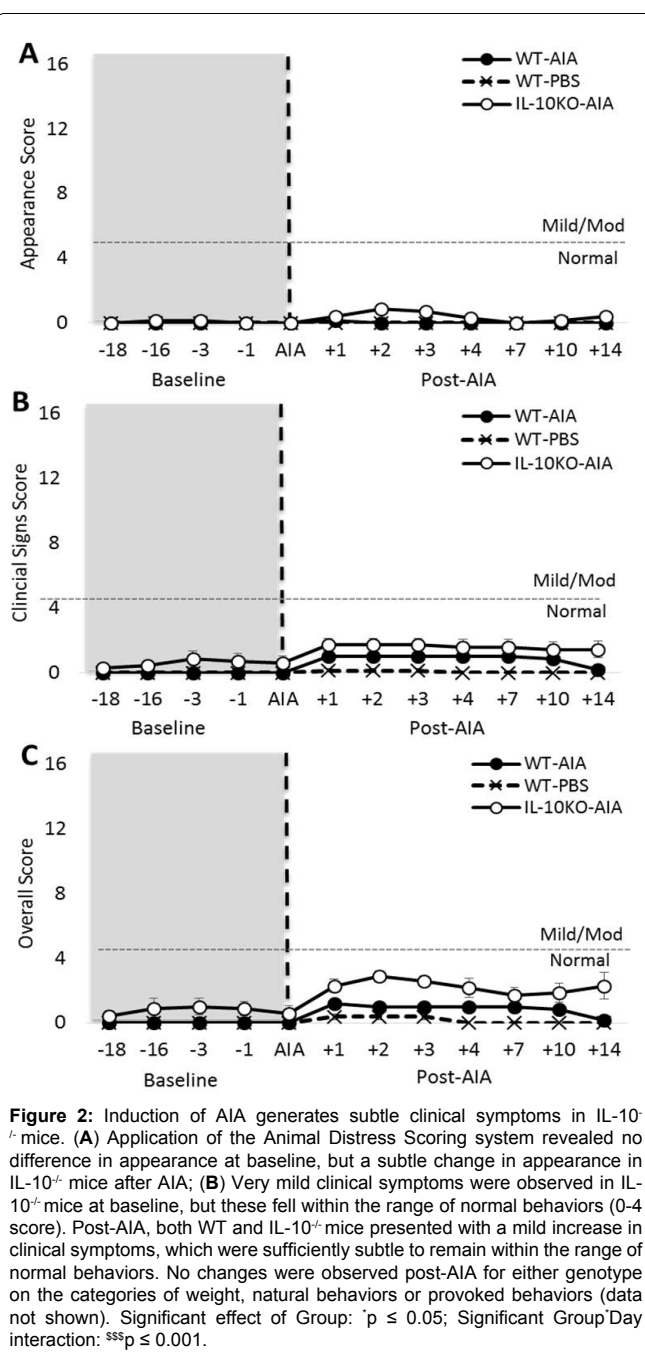 A
16
12
8
4
0
Appearance Score
WT-AIA
WT-PBS
IL-10KO-AIA
Mild/Mod
Normal
-18 -16 -3 -1 AIA +1 +2 +3 +4 +7 +10 +14
Baseline Post-AIA
B
16
12
8
4
0
Clincial Signs Score
WT-AIA
WT-PBS
IL-10KO-AIA
Mild/Mod
Normal
-18 -16 -3 -1 AIA +1 +2 +3 +4 +7 +10 +14
Baseline Post-AIA
C
16
12
8
4
0
Overall Score
WT-AIA
WT-PBS
IL-10KO-AIA
Mild/Mod
Normal
-18 -16 -3 -1 AIA +1 +2 +3 +4 +7 +10 +14
Baseline Post-AIA
Figure 2: Induction of AIA generates subtle clinical symptoms in IL-10-
/- mice. (A) Application of the Animal Distress Scoring system revealed no
difference in appearance at baseline, but a subtle change in appearance in
IL-10-/- mice after AIA; (B) Very mild clinical symptoms were observed in IL-
10-/- mice at baseline, but these fell within the range of normal behaviors (0-4
score). Post-AIA, both WT and IL-10-/- mice presented with a mild increase in
clinical symptoms, which were sufficiently subtle to remain within the range of
normal behaviors. No changes were observed post-AIA for either genotype
on the categories of weight, natural behaviors or provoked behaviors (data
not shown). Significant effect of Group: *p ≤ 0.05; Significant Group*Day
interaction: $$$p ≤ 0.001.